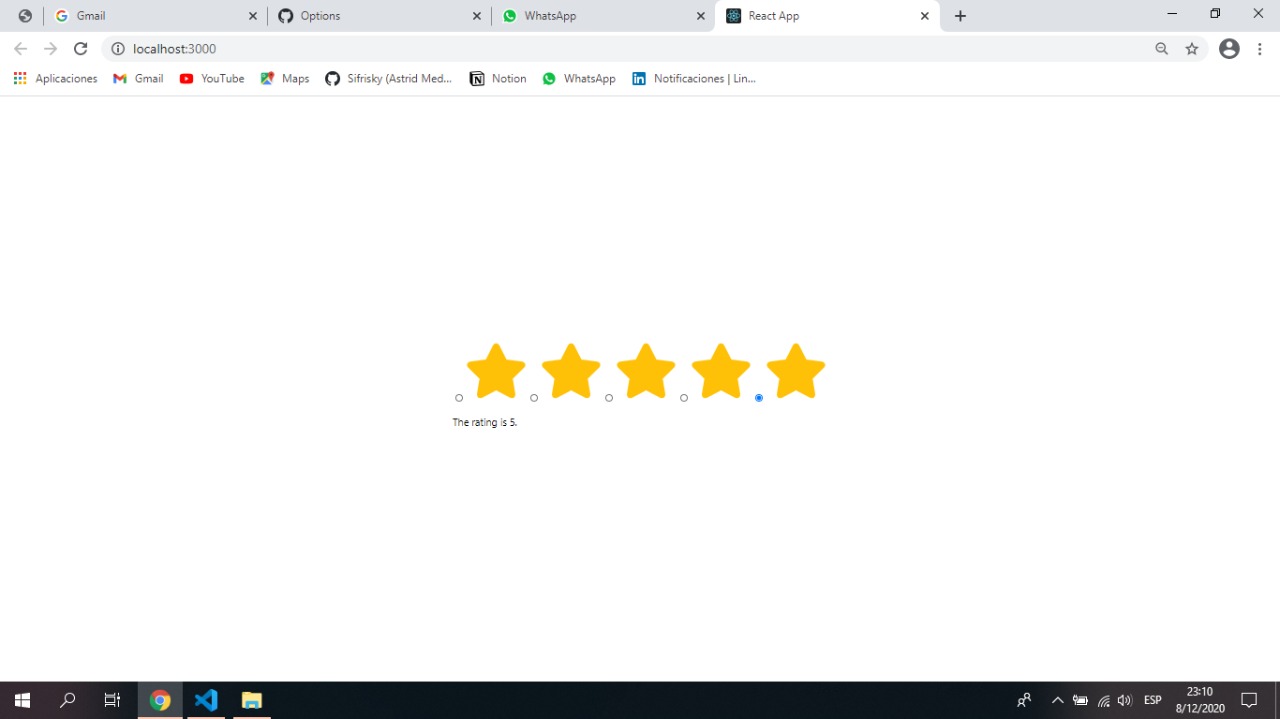 Gmail
Options
WhatsApp
React App
localhost:3000
Aplicaciones
Gmail
YouTube
Maps
Sifrisky (Astrid Med...
Notion
WhatsApp
Notificaciones | Lin...
The rating is 5.
ESP
23:10
8/12/2020